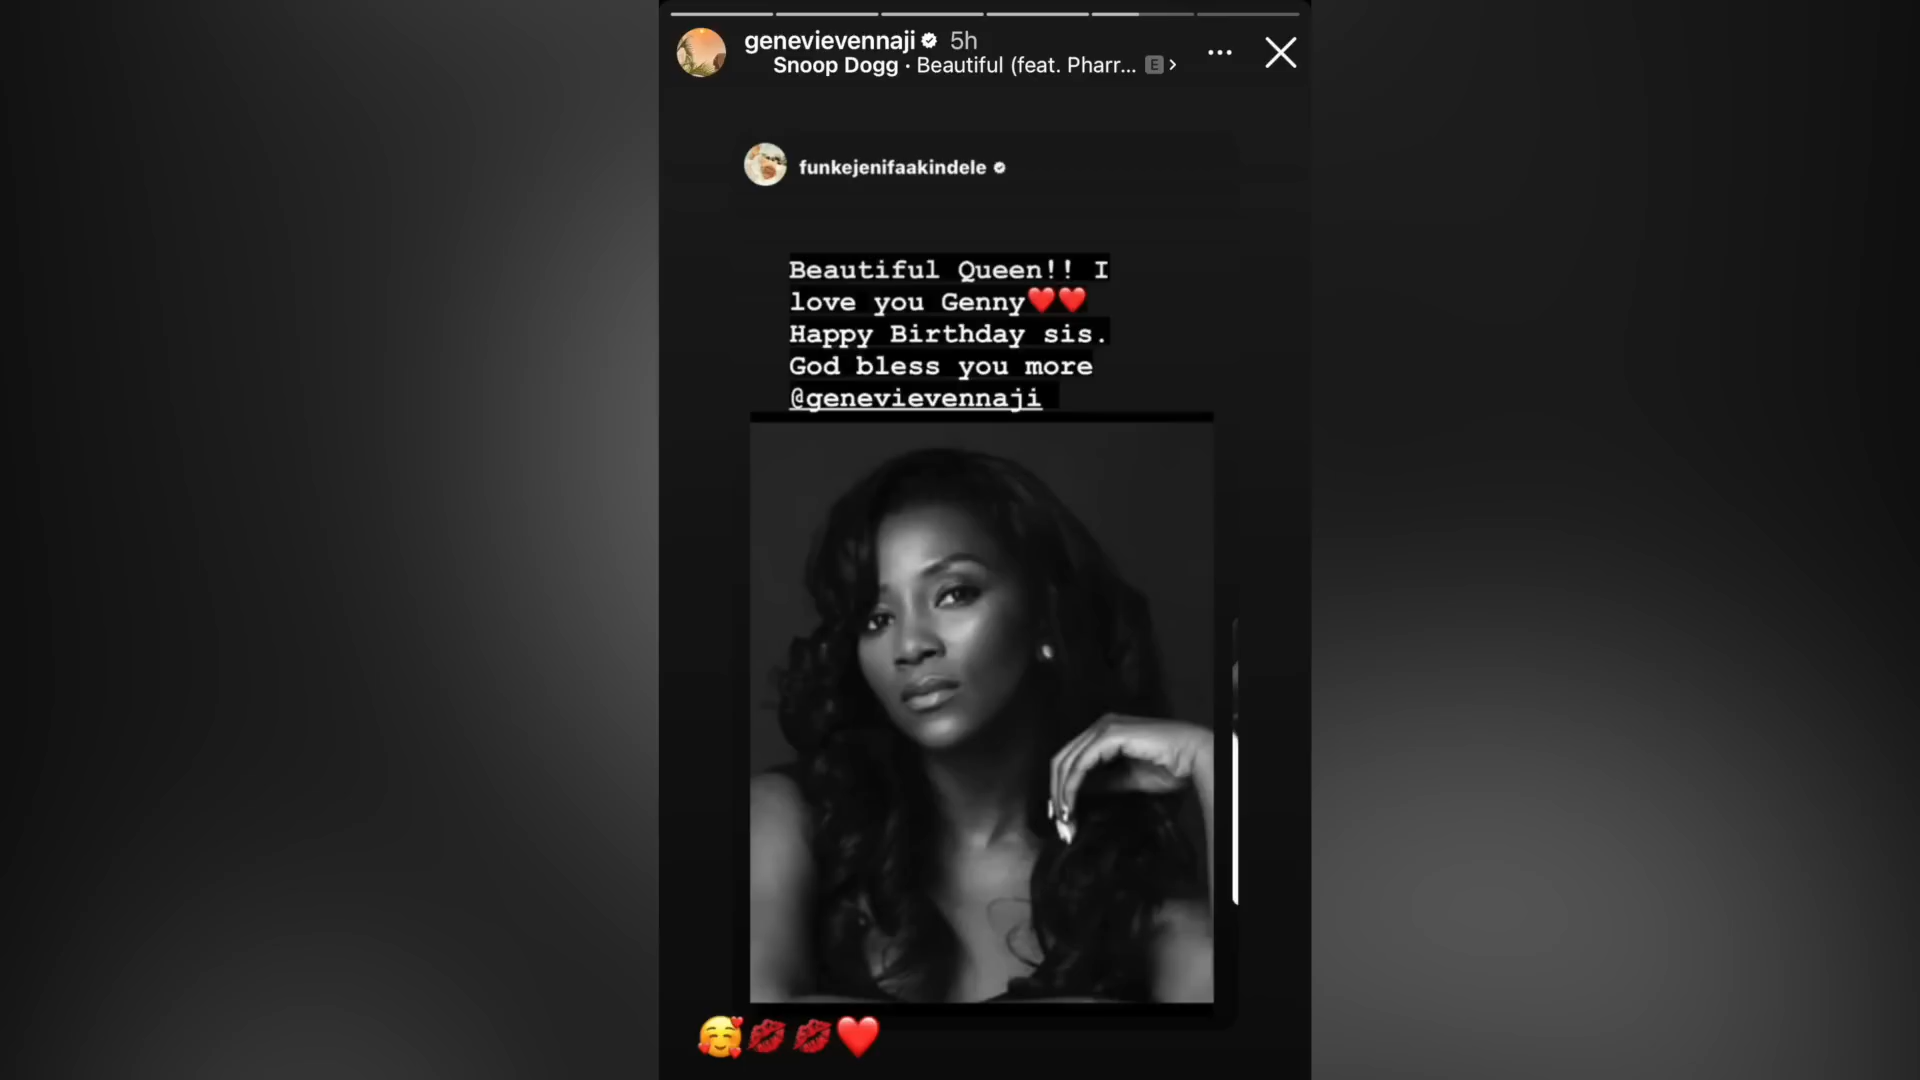 genevievennaji 5h
Snoop Dogg · Beautiful (feat. Pharr... E
funkejenifaakindele
Beautiful Queen!! I
love you Genny❤️❤️
Happy Birthday sis.
God bless you more
@genevievennaji
🥰💋💋❤️